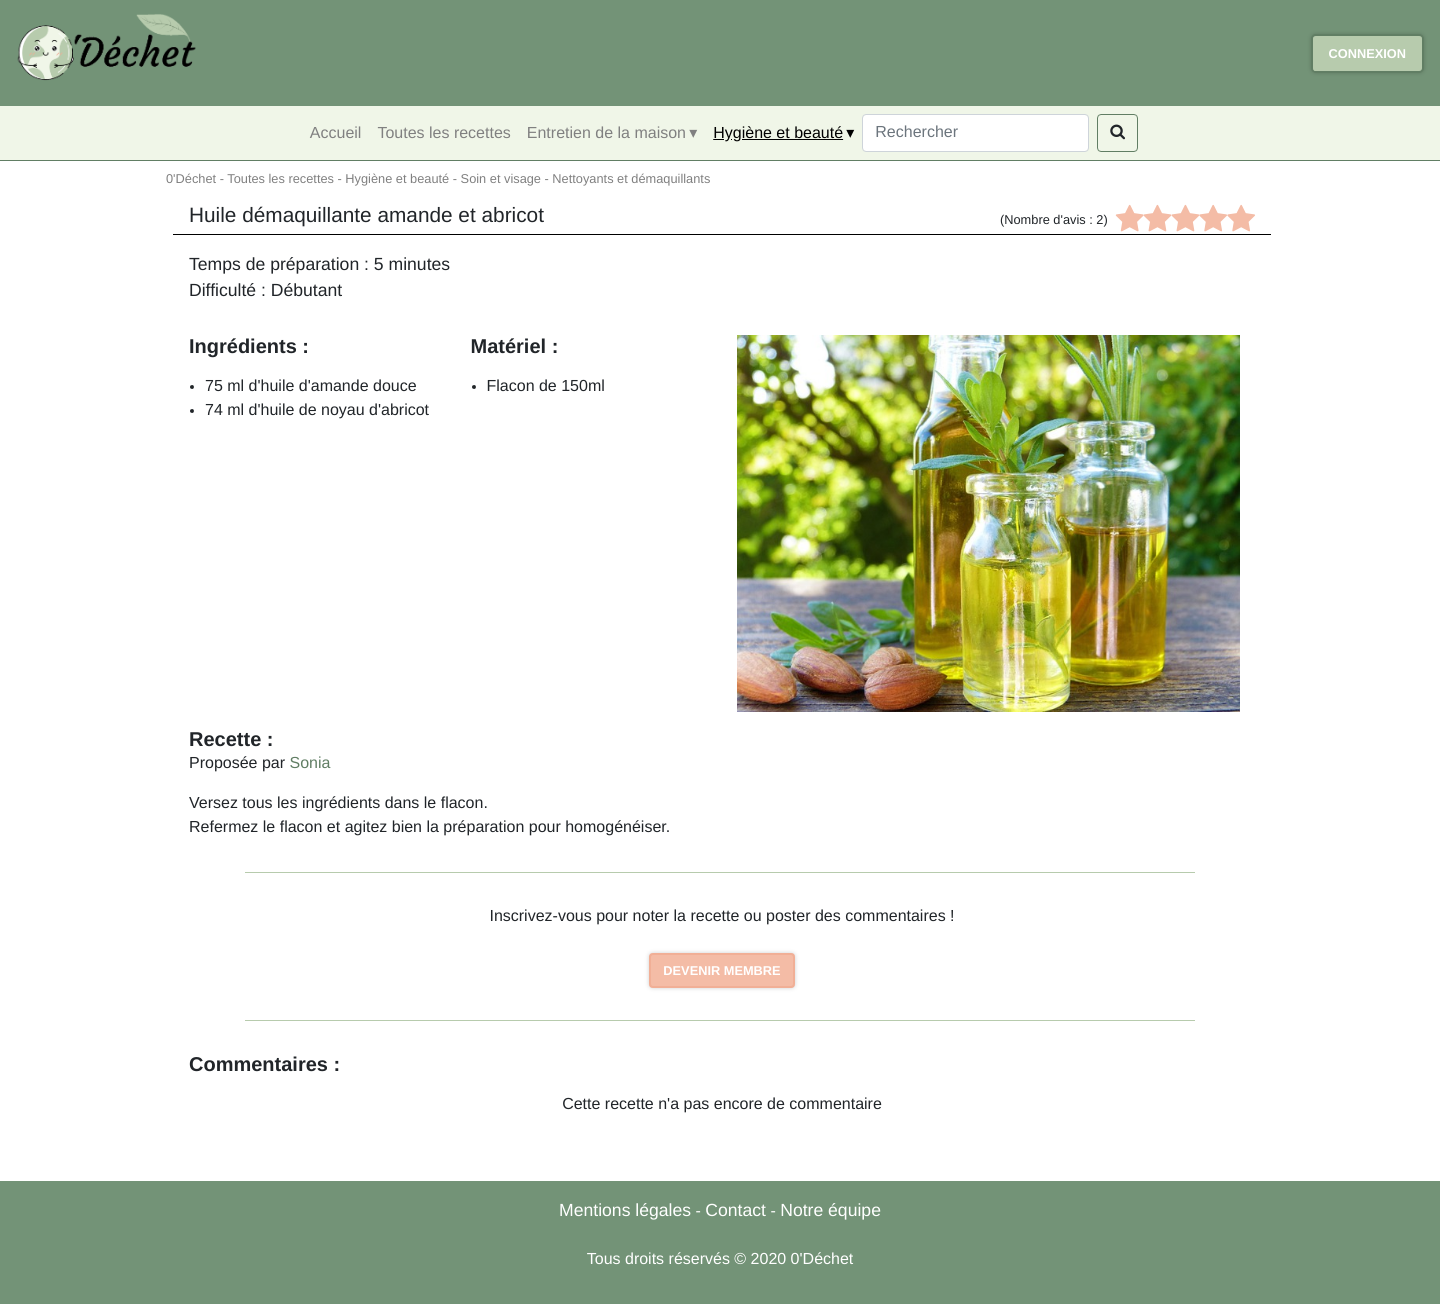 'Déchet
CONNEXION
Accueil Toutes les recettes Entretien de la maison ▾ Hygiène et beauté ▾ Rechercher
0'Déchet - Toutes les recettes - Hygiène et beauté - Soin et visage - Nettoyants et démaquillants
Huile démaquillante amande et abricot (Nombre d'avis : 2)
Temps de préparation : 5 minutes
Difficulté : Débutant
Ingrédients :
• 75 ml d'huile d'amande douce
• 74 ml d'huile de noyau d'abricot
Matériel :
• Flacon de 150ml
Recette :
Proposée par Sonia
Versez tous les ingrédients dans le flacon.
Refermez le flacon et agitez bien la préparation pour homogénéiser.
Inscrivez-vous pour noter la recette ou poster des commentaires !
DEVENIR MEMBRE
Commentaires :
Cette recette n'a pas encore de commentaire
Mentions légales - Contact - Notre équipe
Tous droits réservés © 2020 0'Déchet